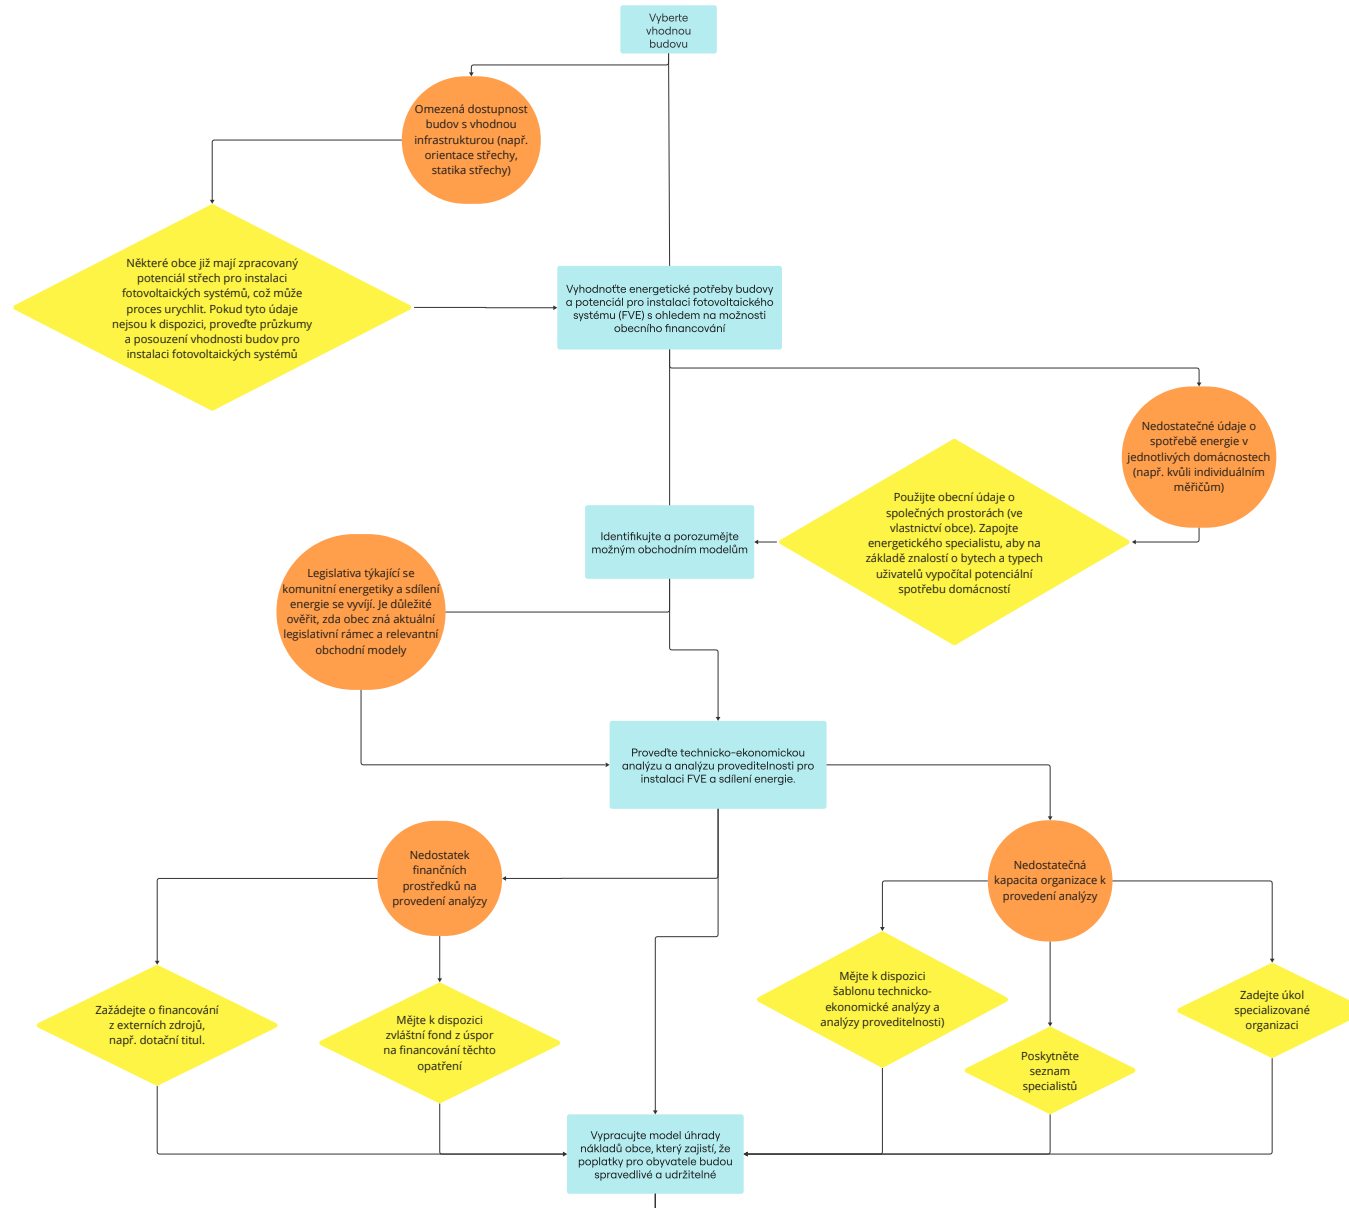 Vyberte
vhodnou
budovu
Omezená dostupnost
budov s vhodnou
infrastrukturou (např.
orientace střechy,
statika střechy)
Některé obce již mají zpracovaný
potenciál střech pro instalaci
fotovoltaických systémů, což může
proces urychlit. Pokud tyto údaje
nejsou k dispozici, proveďte průzkumy
a posouzení vhodnosti budov pro
instalaci fotovoltaických systémů
Vyhodnoťte energetické potřeby budovy
a potenciál pro instalaci fotovoltaického
systému (FVE) s ohledem na možnosti
obecního financování
Nedostatečné údaje o
spotřebě energie v
jednotlivých domácnostech
(např. kvůli individuálním
měřičům)
Použijte obecní údaje o
společných prostorách (ve
vlastnictví obce). Zapojte
energetického specialistu, aby na
základě znalostí o bytech a typech
uživatelů vypočítal potenciální
spotřebu domácností
Identifikujte a porozumějte
možným obchodním modelům
Legislativa týkající se
komunitní energetiky a sdílení
energie se vyvíjí. Je důležité
ověřit, zda obec zná aktuální
legislativní rámec a relevantní
obchodní modely
Proveďte technicko-ekonomickou
analýzu a analýzu proveditelnosti pro
instalaci FVE a sdílení energie.
Nedostatek
finančních
prostředků na
provedení analýzy
Nedostatečná
kapacita organizace k
provedení analýzy
Zažádejte o financování
z externích zdrojů,
např. dotační titul.
Mějte k dispozici
zvláštní fond z úspor
na financování těchto
opatření
Mějte k dispozici
šablonu technicko-
ekonomické analýzy a
analýzy proveditelnosti)
Poskytněte
seznam
specialistů
Zadejte úkol
specializované
organizaci
Vypracujte model úhrady
nákladů obce, který zajistí, že
poplatky pro obyvatele budou
spravedlivé a udržitelné